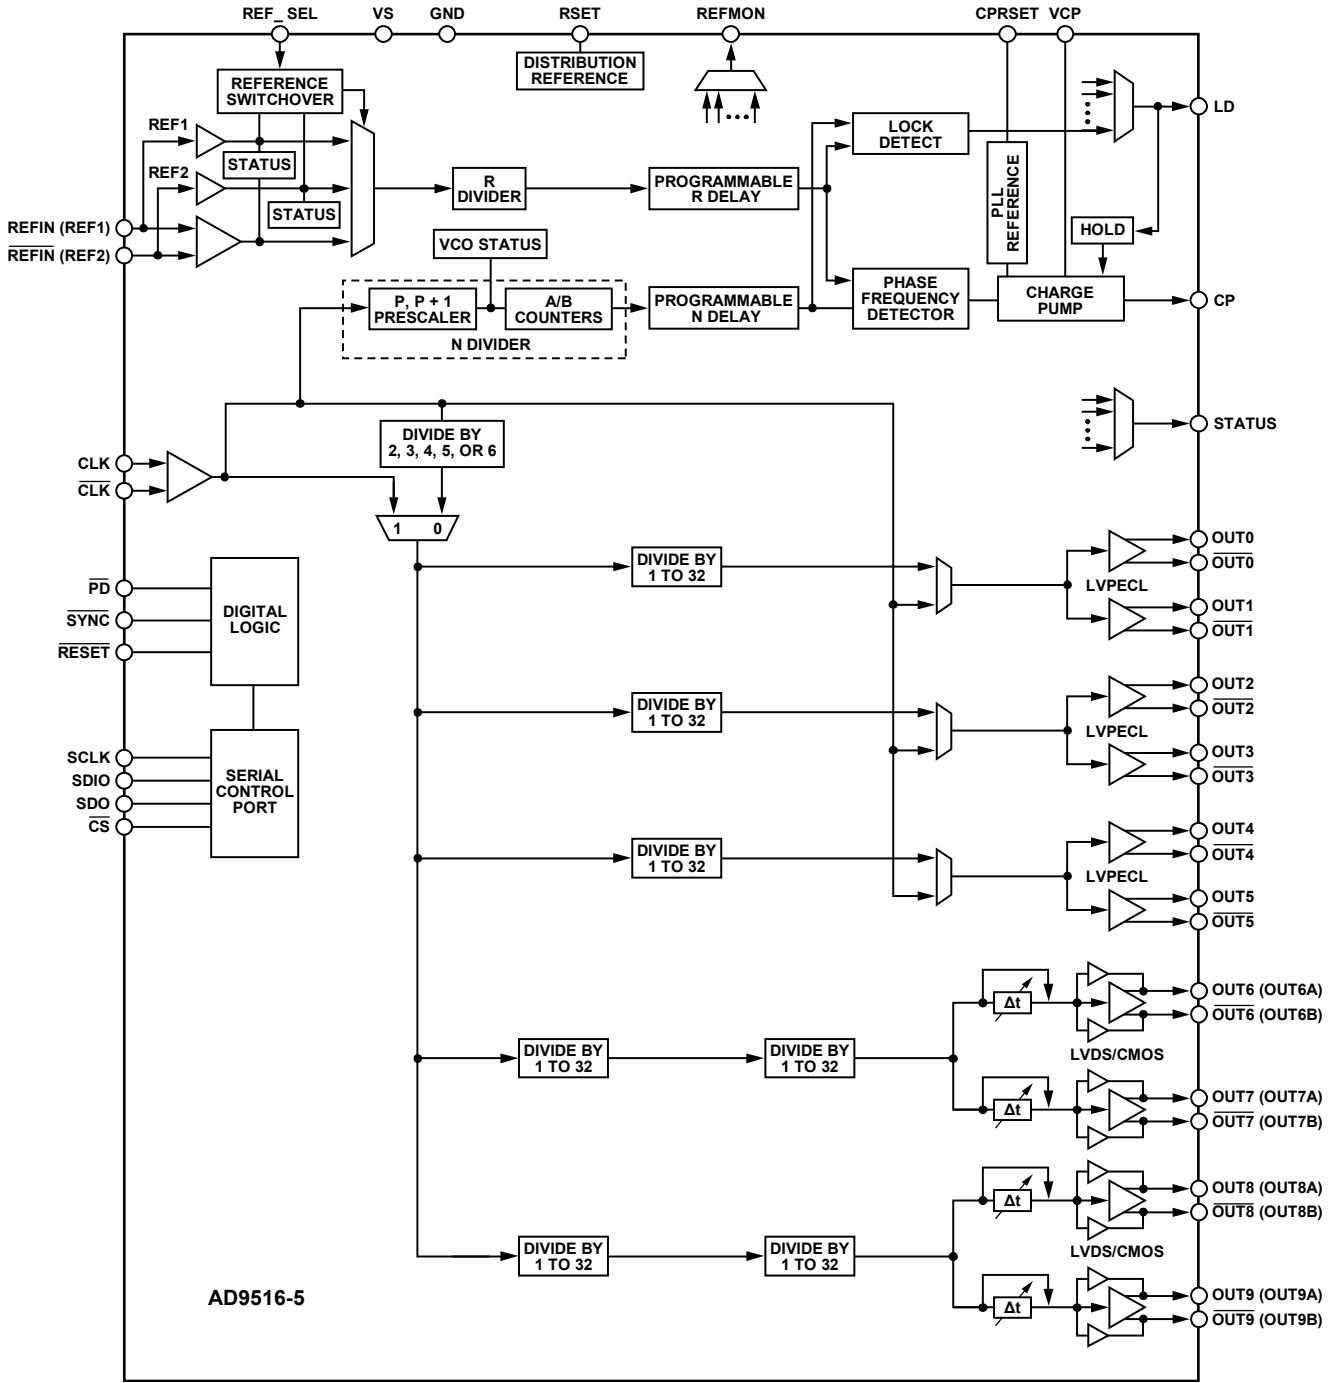 REF_ SEL
VS
GND
RSET
REFMON
CPRSET
VCP
DISTRIBUTION
REFERENCE
REFERENCE
SWITCHOVER
LD
REF1
LOCK
DETECT
STATUS
REF2
R
DIVIDER
PROGRAMMABLE
R DELAY
PLL
REFERENCE
STATUS
REFIN (REF1)
HOLD
REFIN (REF2)
VCO STATUS
P, P + 1
PRESCALER
A/B
COUNTERS
PROGRAMMABLE
N DELAY
PHASE
FREQUENCY
DETECTOR
CHARGE
PUMP
CP
N DIVIDER
STATUS
DIVIDE BY
2, 3, 4, 5, OR 6
CLK
CLK
1 0
OUT0
OUT0
DIVIDE BY
1 TO 32
LVPECL
PD
SYNC
RESET
DIGITAL
LOGIC
OUT1
OUT1
OUT2
OUT2
DIVIDE BY
1 TO 32
LVPECL
OUT3
OUT3
SCLK
SDIO
SDO
CS
SERIAL
CONTROL
PORT
OUT4
OUT4
DIVIDE BY
1 TO 32
LVPECL
OUT5
OUT5
Δt
OUT6 (OUT6A)
OUT6 (OUT6B)
DIVIDE BY
1 TO 32
DIVIDE BY
1 TO 32
LVDS/CMOS
Δt
OUT7 (OUT7A)
OUT7 (OUT7B)
Δt
OUT8 (OUT8A)
OUT8 (OUT8B)
DIVIDE BY
1 TO 32
DIVIDE BY
1 TO 32
LVDS/CMOS
AD9516-5
Δt
OUT9 (OUT9A)
OUT9 (OUT9B)